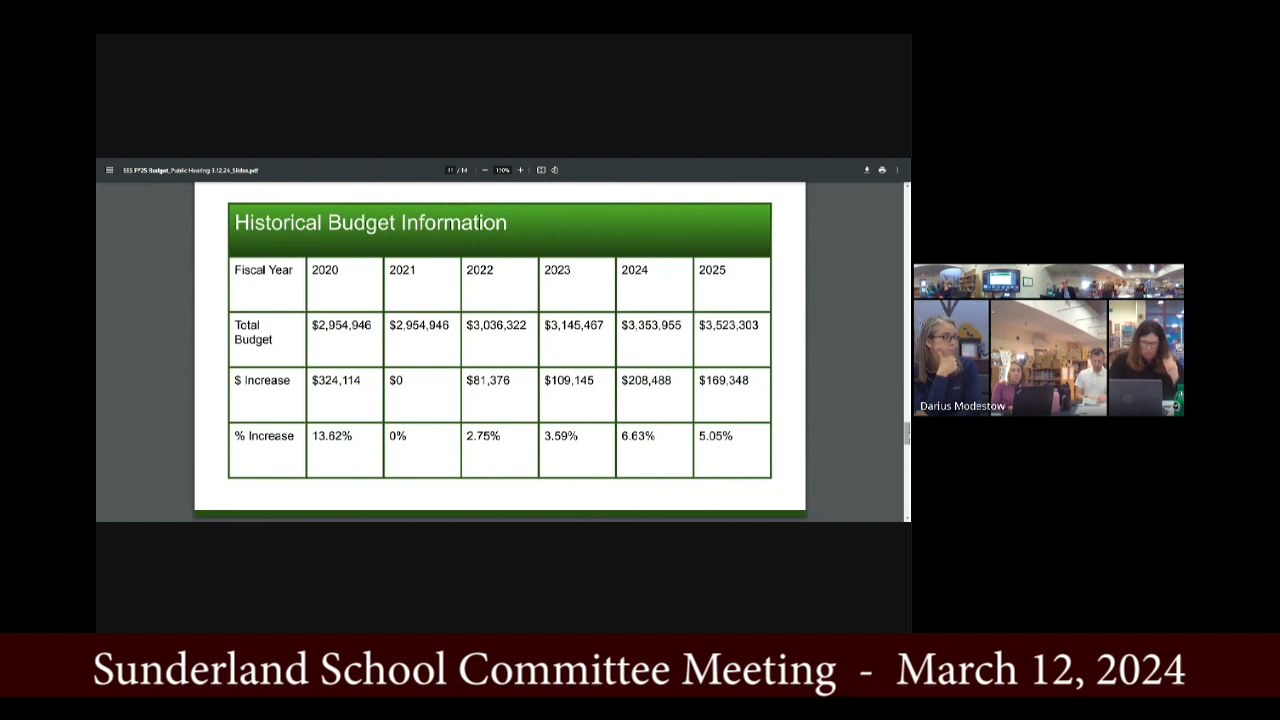 SES FY25 Budget_Public Hearing 3.12.24_Slides.pdf
11 / 14
150%
Historical Budget Information
Fiscal Year 2020 2021 2022 2023 2024 2025
Total Budget $2,954,946 $2,954,946 $3,036,322 $3,145,467 $3,353,955 $3,523,303
$ Increase $324,114 $0 $81,376 $109,145 $208,488 $169,348
% Increase 13.62% 0% 2.75% 3.59% 6.63% 5.05%
Darius Modestow
Sunderland School Committee Meeting - March 12, 2024